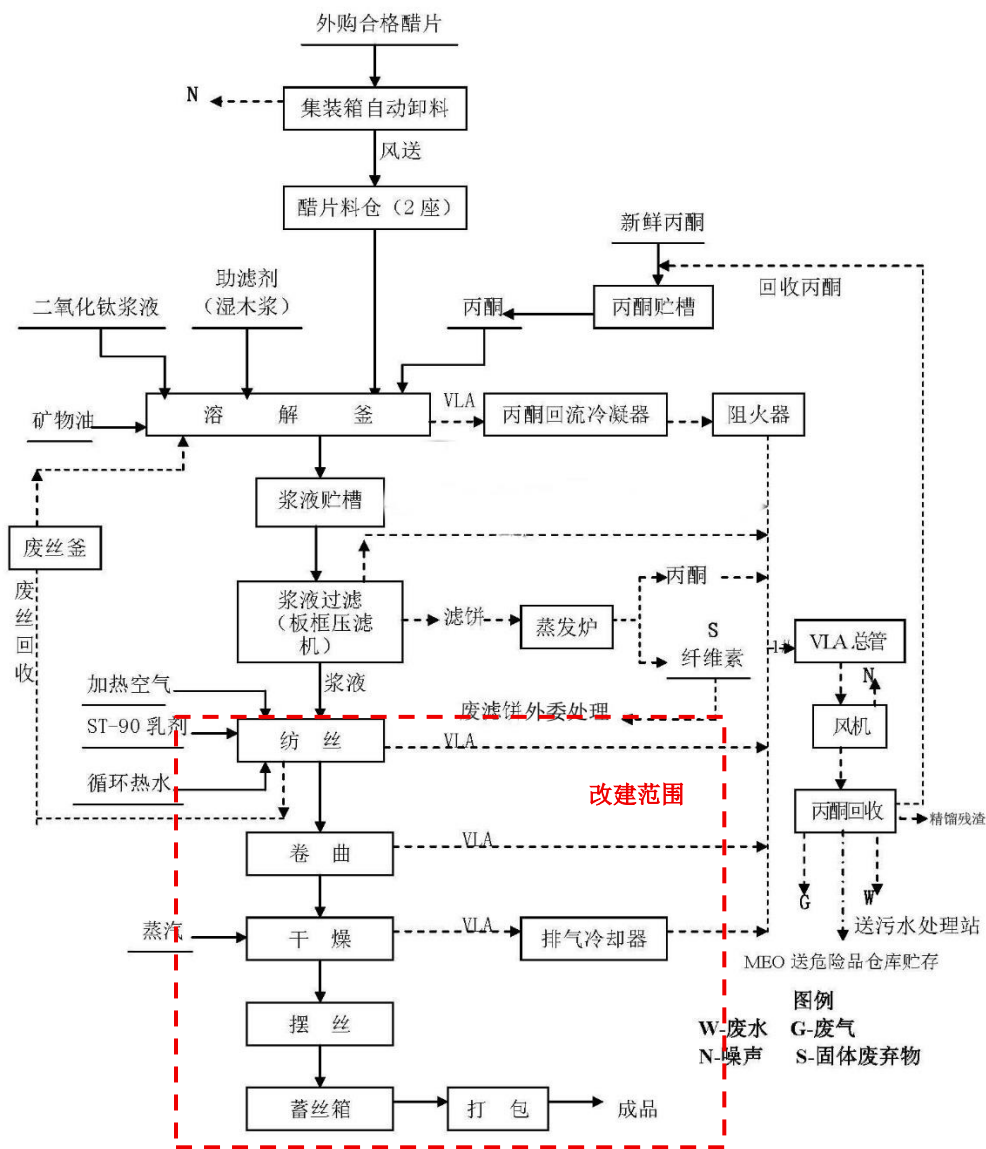 外购合格醋片
N
集装箱自动卸料
风送
醋片料仓（2座）
新鲜丙酮
回收丙酮
助滤剂
（湿木浆）
二氧化钛浆液
丙酮
丙酮贮槽
矿物油
溶 解 釜
VLA
丙酮回流冷凝器
阻火器
浆液贮槽
废丝釜
废丝回收
浆液过滤
（板框压滤
机）
滤饼
蒸发炉
丙酮
S
纤维素
1#
VLA 总管
N
浆液
加热空气
废滤饼外委处理
ST-90 乳剂
纺 丝
VLA
风机
循环热水
改建范围
丙酮回收
精馏残渣
卷 曲
VLA
G
W
蒸汽
干 燥
VLA
排气冷却器
送污水处理站
MEO 送危险品仓库贮存
摆 丝
图例
W-废水 G-废气
N-噪声 S-固体废弃物
蓄丝箱
打 包
成品